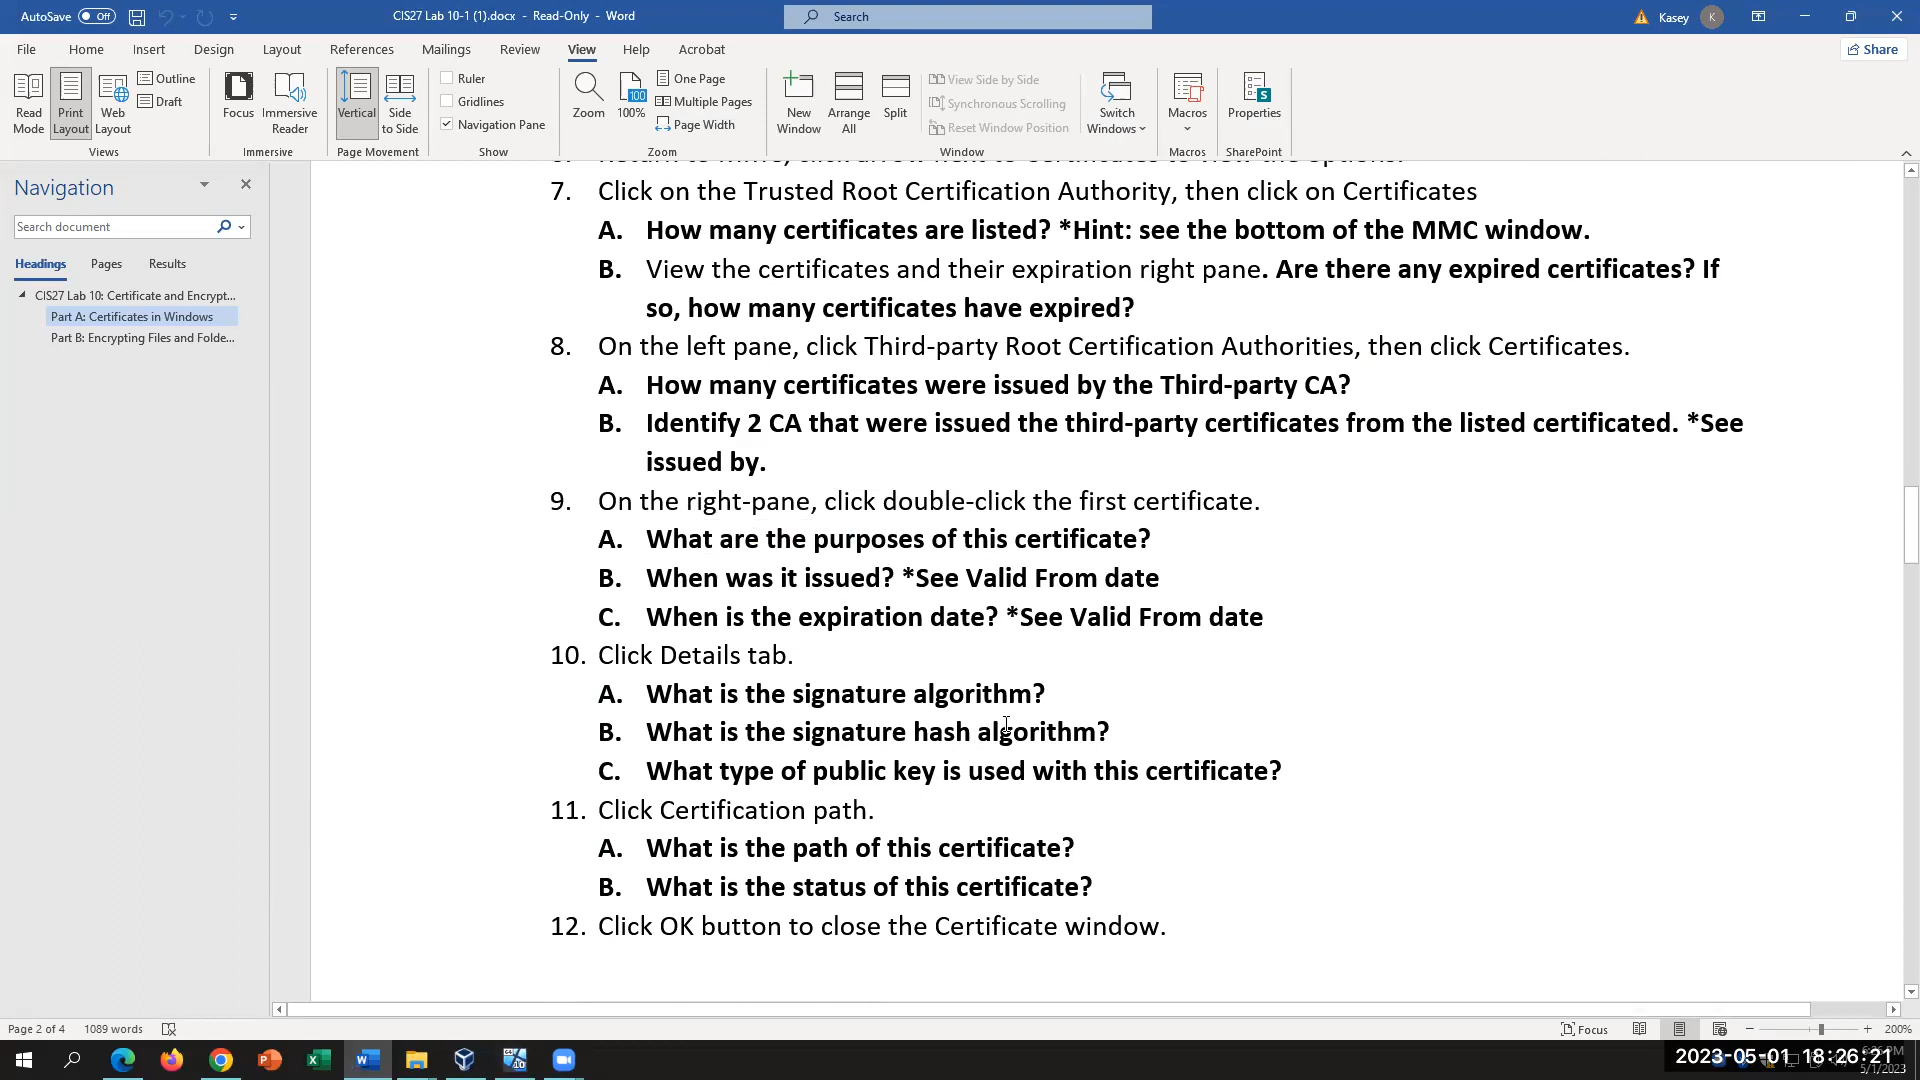 AutoSave Off
CIS27 Lab 10-1 (1).docx - Read-Only - Word
Search
Kasey K
File Home Insert Design Layout References Mailings Review View Help Acrobat
Share
Read Mode
Print Layout
Web Layout
Outline
Draft
Views
Focus
Immersive Reader
Immersive
Vertical
Side to Side
Page Movement
Ruler
Gridlines
Navigation Pane
Show
Zoom
100
100%
One Page
Multiple Pages
Page Width
Zoom
New Window
Arrange All
Split
View Side by Side
Synchronous Scrolling
Reset Window Position
Switch Windows
Window
Macros
Macros
Properties
SharePoint
Navigation
Search document
Headings Pages Results
CIS27 Lab 10: Certificate and Encrypt...
Part A: Certificates in Windows
Part B: Encrypting Files and Folde...
7. Click on the Trusted Root Certification Authority, then click on Certificates
A. How many certificates are listed? *Hint: see the bottom of the MMC window.
B. View the certificates and their expiration right pane. Are there any expired certificates? If
so, how many certificates have expired?
8. On the left pane, click Third-party Root Certification Authorities, then click Certificates.
A. How many certificates were issued by the Third-party CA?
B. Identify 2 CA that were issued the third-party certificates from the listed certificated. *See
issued by.
9. On the right-pane, click double-click the first certificate.
A. What are the purposes of this certificate?
B. When was it issued? *See Valid From date
C. When is the expiration date? *See Valid From date
10. Click Details tab.
A. What is the signature algorithm?
B. What is the signature hash algorithm?
C. What type of public key is used with this certificate?
11. Click Certification path.
A. What is the path of this certificate?
B. What is the status of this certificate?
12. Click OK button to close the Certificate window.
Page 2 of 4 1089 words
Focus
200%
2023-05-01 18:26:21
5/1/2023